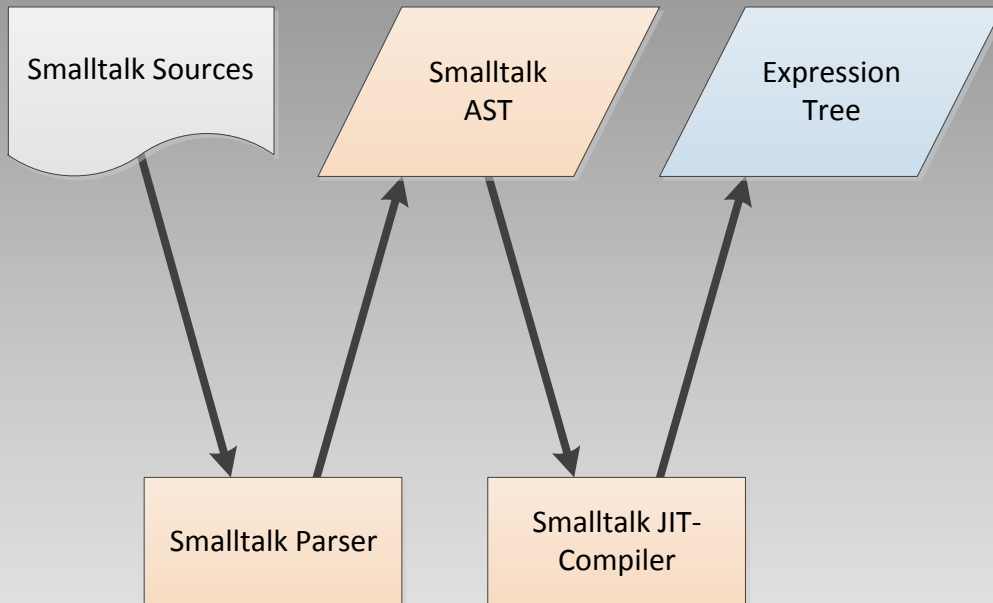 Smalltalk Sources
Smalltalk
AST
Expression
Tree
Smalltalk Parser
Smalltalk JIT-
Compiler